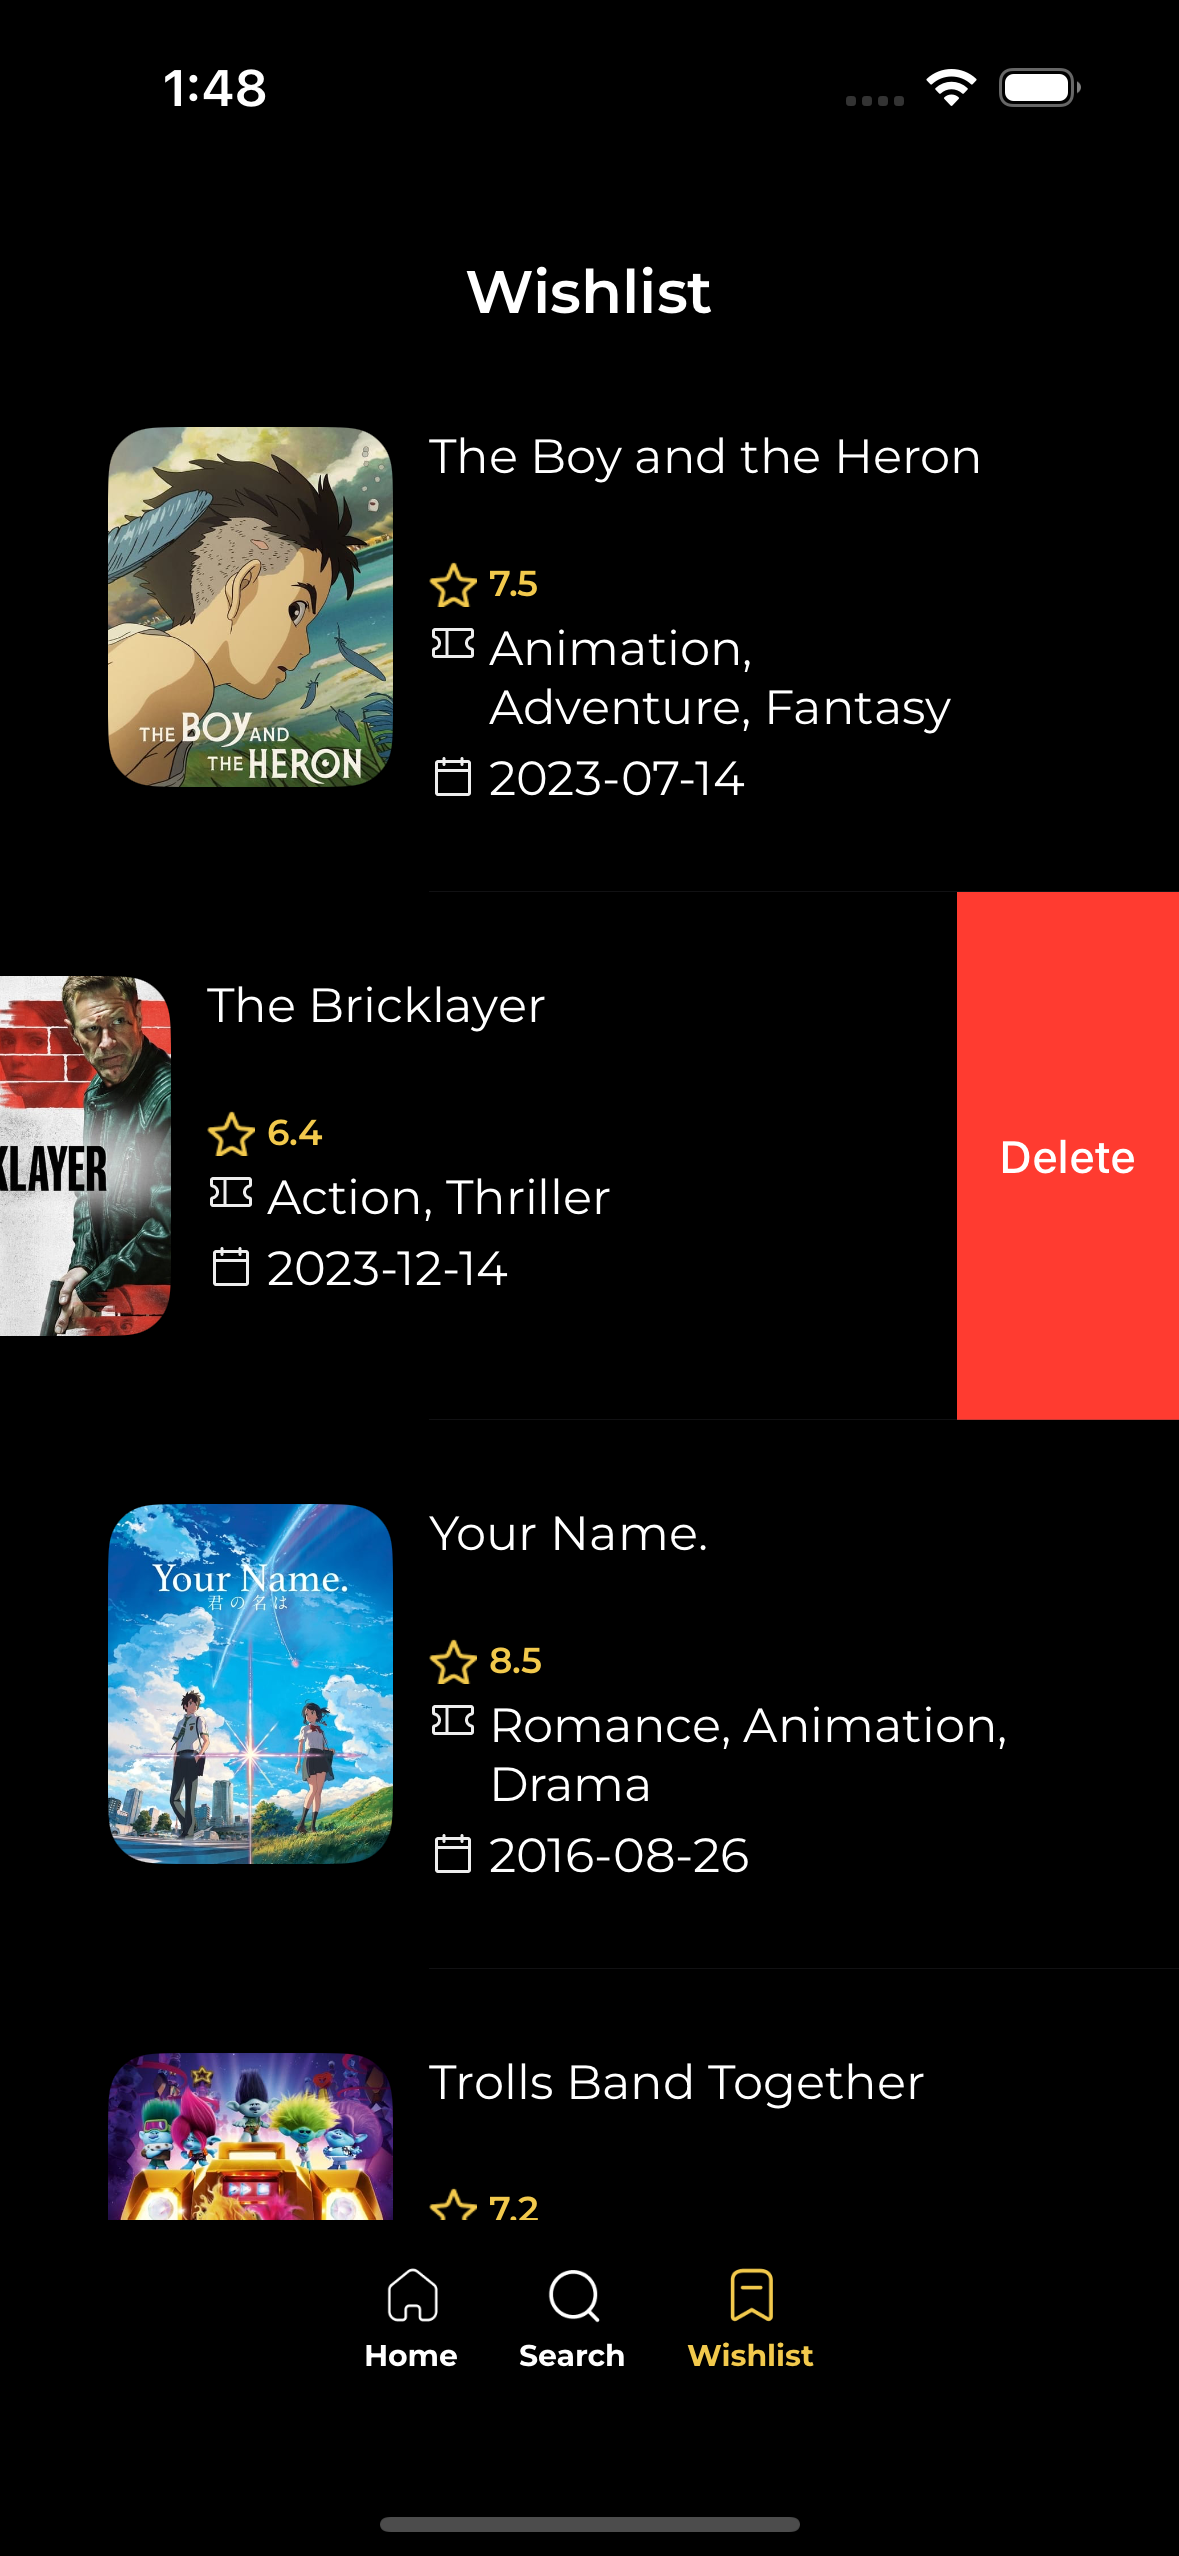 1:48
Wishlist
The Boy and the Heron
7.5
Animation,
Adventure, Fantasy
2023-07-14
THE BOY AND
THE HERON
The Bricklayer
6.4
Action, Thriller
2023-12-14
KLAYER
Delete
Your Name.
8.5
Romance, Animation,
Drama
2016-08-26
Your Name.
君の名は
Trolls Band Together
7.2
Home
Search
Wishlist